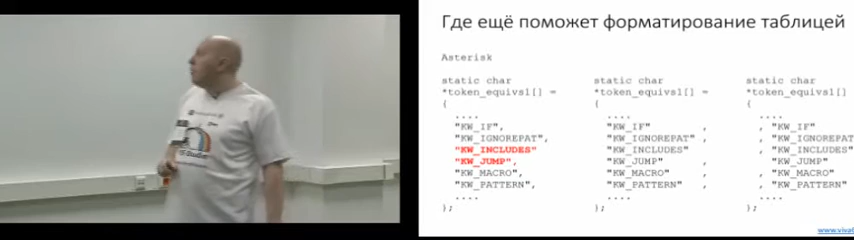 Где ещё поможет форматирование таблицей
Asterisk
static char
*token_equivs1[] =
{
....
"KW_IF",
"KW_IGNOREPAT",
"KW_INCLUDES"
"KW_JUMP",
"KW_MACRO",
"KW_PATTERN",
....
};
static char
*token_equivs1[] =
{
....
"KW_IF" ,
"KW_IGNOREPAT" ,
"KW_INCLUDES"
"KW_JUMP" ,
"KW_MACRO" ,
"KW_PATTERN" ,
....
};
static char
*token_equivs1[]
{
....
, "KW_IF"
, "KW_IGNOREPAT
, "KW_INCLUDES"
"KW_JUMP"
, "KW_MACRO"
, "KW_PATTERN"
....
};